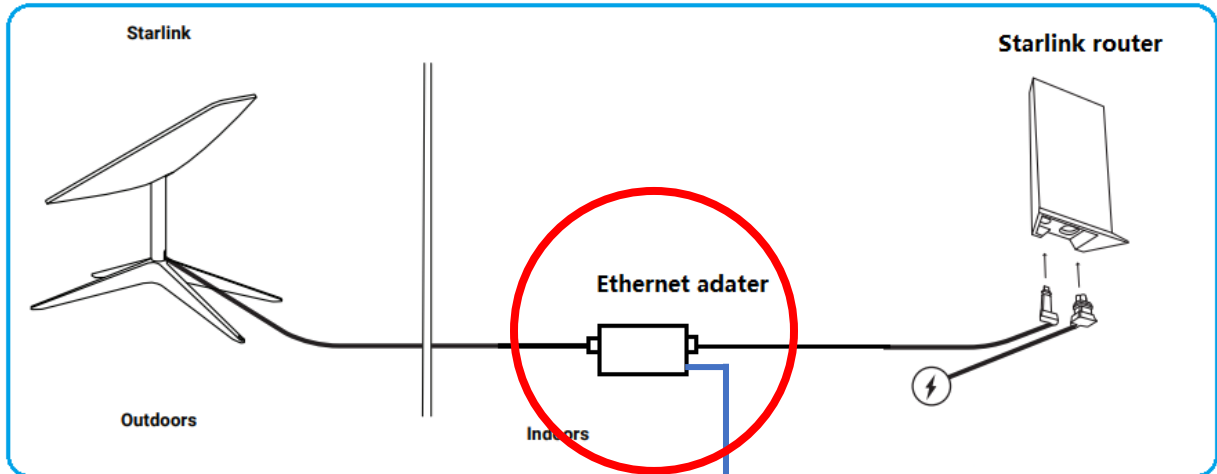 Starlink
Starlink router
Ethernet adater
Outdoors
Indoors